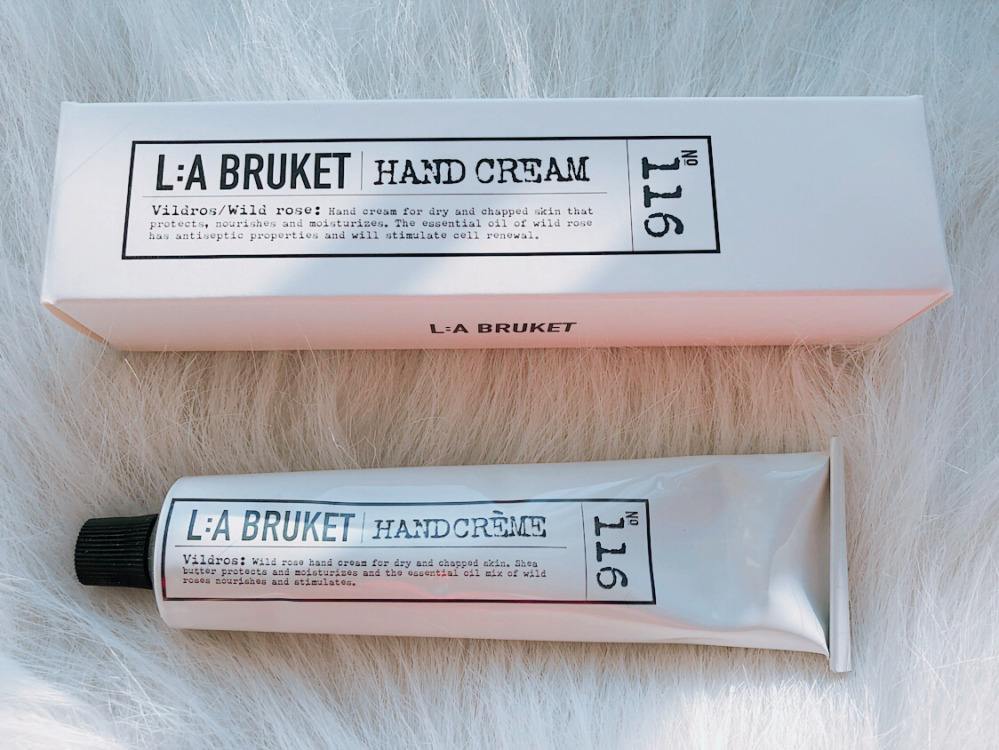 L:A BRUKET HAND CREAM
Vildros/Wild rose: Hand cream for dry and chapped skin that
protects, nourishes and moisturizes. The essential oil of wild rose
has antiseptic properties and will stimulate cell renewal.
No
116
L:A BRUKET
L:A BRUKET HANDCRÈME
Vildros: Wild rose hand cream for dry and chapped skin. Shea
butter protects and moisturizes and the essential oil mix of wild
roses nourishes and stimulates.
No
116